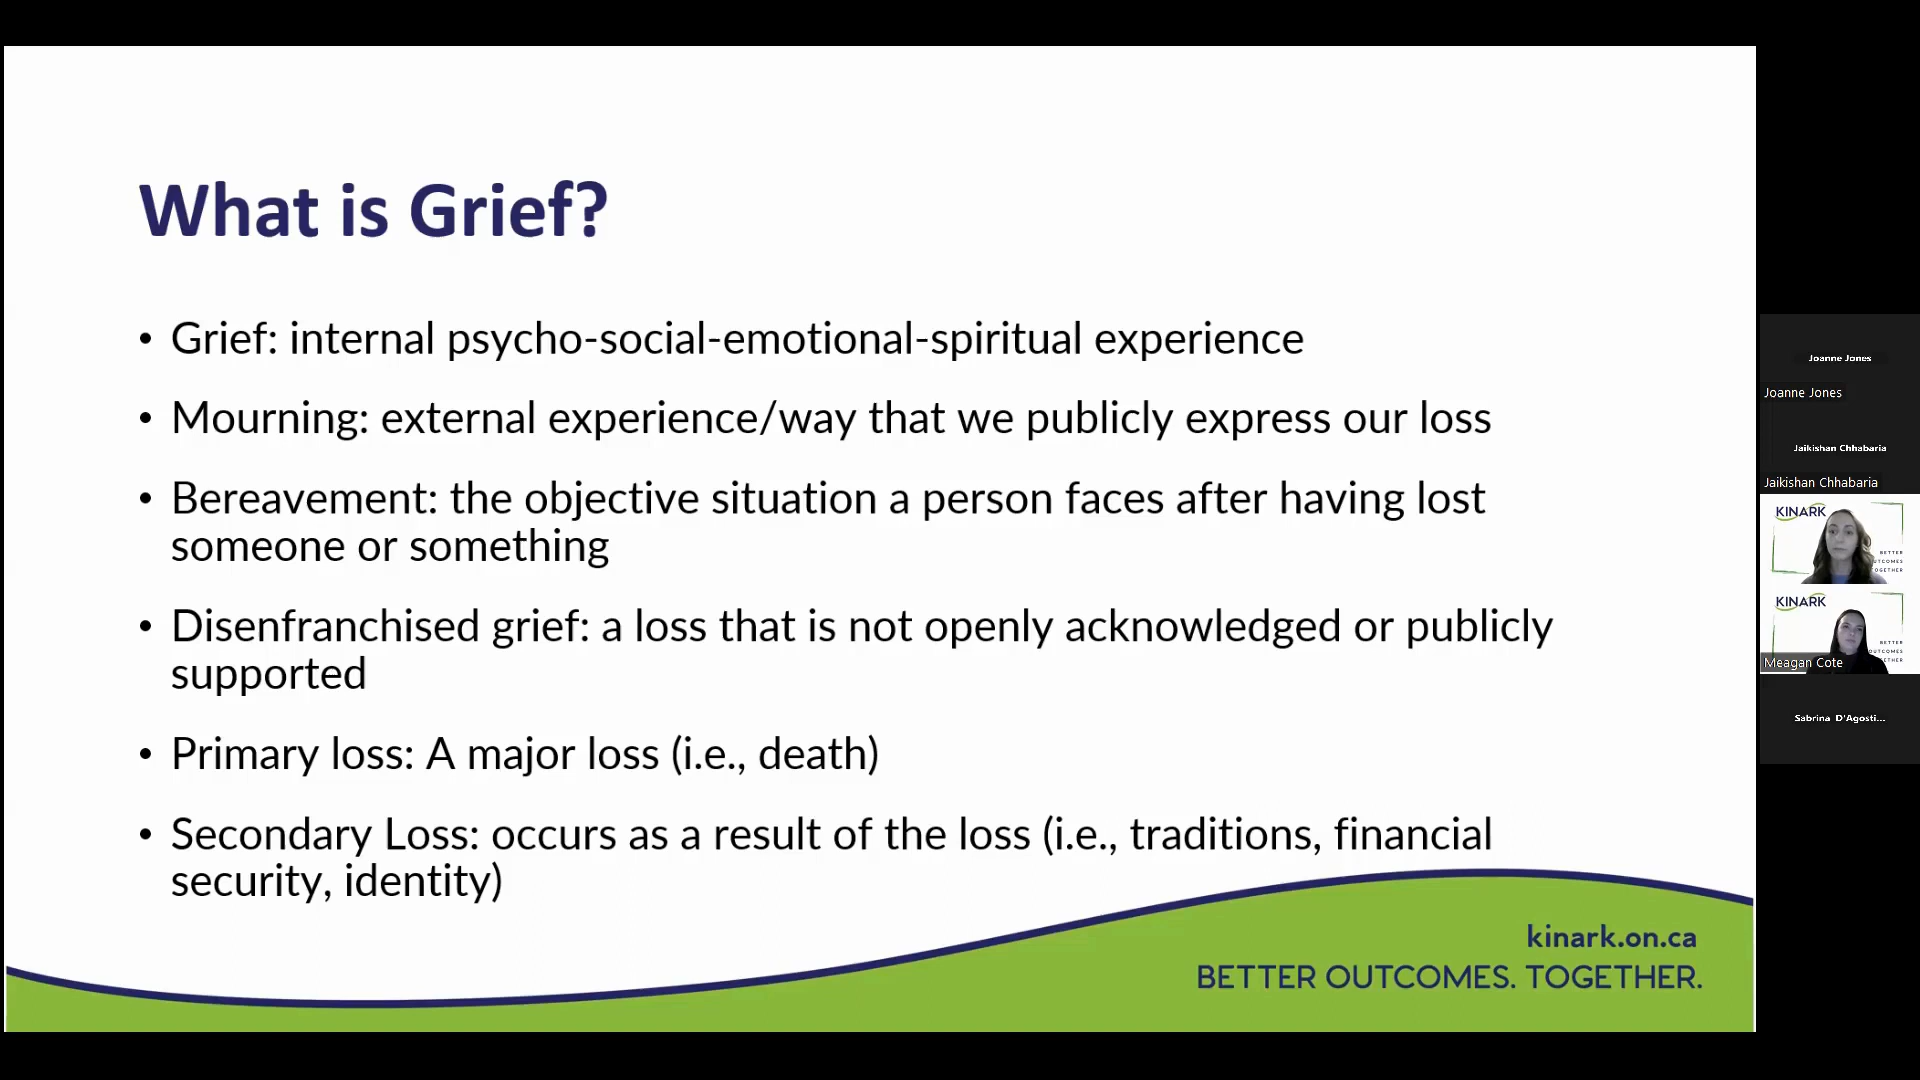 What is Grief?
• Grief: internal psycho-social-emotional-spiritual experience
• Mourning: external experience/way that we publicly express our loss
• Bereavement: the objective situation a person faces after having lost
someone or something
• Disenfranchised grief: a loss that is not openly acknowledged or publicly
supported
• Primary loss: A major loss (i.e., death)
• Secondary Loss: occurs as a result of the loss (i.e., traditions, financial
security, identity)
kinark.on.ca
BETTER OUTCOMES. TOGETHER.
Joanne Jones
Joanne Jones
Jaikishan Chhabaria
Jaikishan Chhabaria
KINARK
BETTER
KINARK
BETTER
OUTCOMES
Meagan Cote
Sabrina D'Agosti...